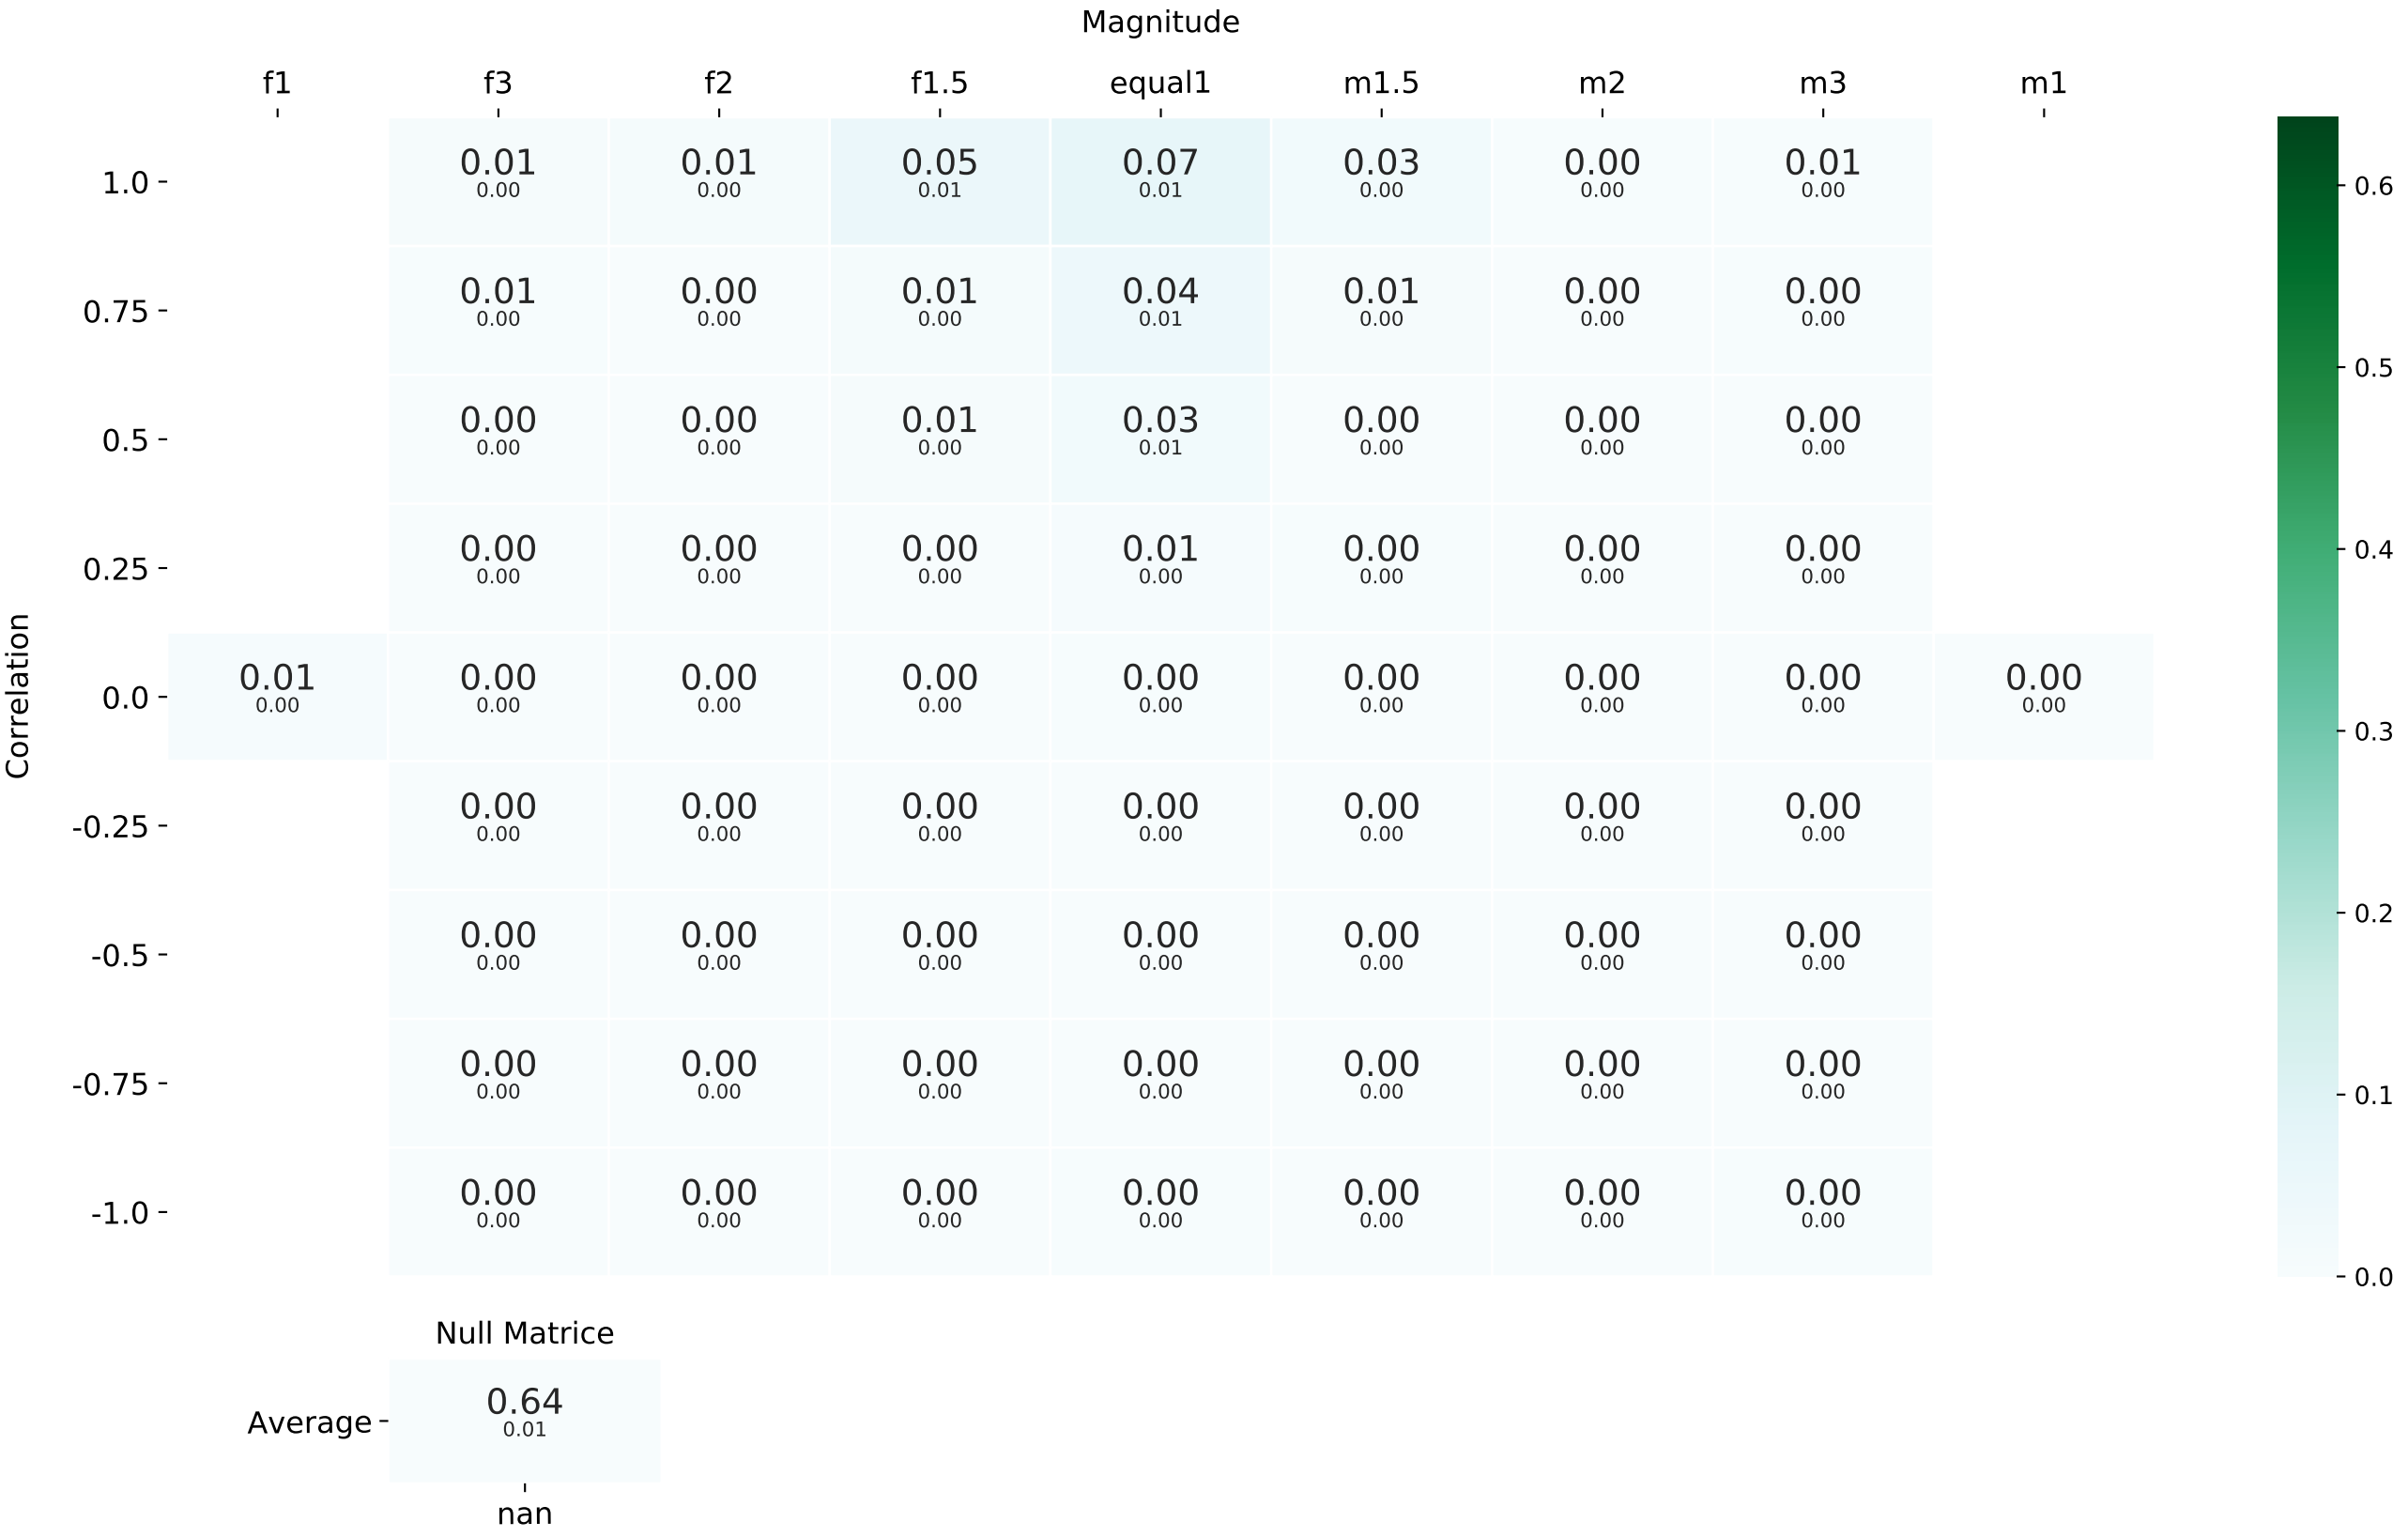 Magnitude
f1 f3 f2 f1.5 equal1 m1.5 m2 m3 m1
1.0 0.01 0.01 0.05 0.07 0.03 0.00 0.01 0.6
0.00 0.00 0.01 0.01 0.00 0.00 0.00
0.75 0.01 0.00 0.01 0.04 0.01 0.00 0.00
0.00 0.00 0.00 0.01 0.00 0.00 0.00
0.5
0.5 0.00 0.00 0.01 0.03 0.00 0.00 0.00
0.00 0.00 0.00 0.01 0.00 0.00 0.00
0.25 0.00 0.00 0.00 0.01 0.00 0.00 0.00 0.4
0.00 0.00 0.00 0.00 0.00 0.00 0.00
Correlation
0.0 0.01 0.00 0.00 0.00 0.00 0.00 0.00 0.00 0.00
0.00 0.00 0.00 0.00 0.00 0.00 0.00 0.00 0.00
0.3
-0.25 0.00 0.00 0.00 0.00 0.00 0.00 0.00
0.00 0.00 0.00 0.00 0.00 0.00 0.00
0.2
-0.5 0.00 0.00 0.00 0.00 0.00 0.00 0.00
0.00 0.00 0.00 0.00 0.00 0.00 0.00
-0.75 0.00 0.00 0.00 0.00 0.00 0.00 0.00
0.00 0.00 0.00 0.00 0.00 0.00 0.00
0.1
-1.0 0.00 0.00 0.00 0.00 0.00 0.00 0.00
0.00 0.00 0.00 0.00 0.00 0.00 0.00
0.0
Null Matrice
Average 0.64
0.01
nan